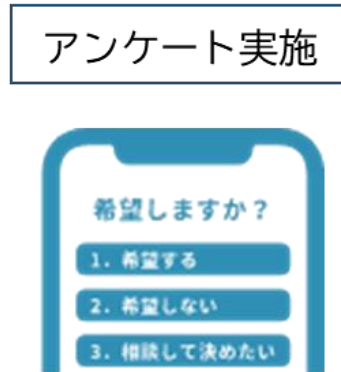 アンケート実施
希望しますか？
1. 希望する
2. 希望しない
3. 相談して決めたい